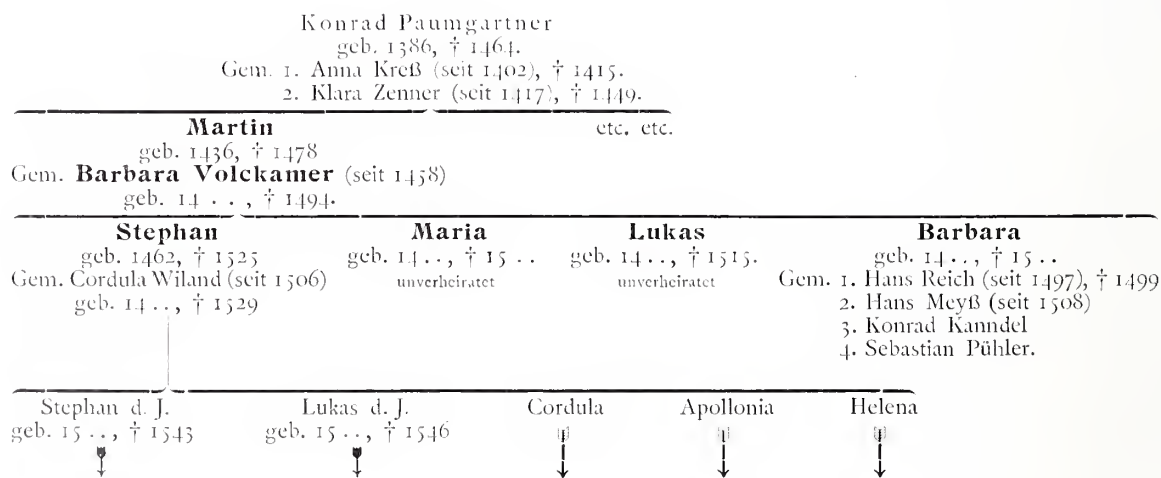 Konrad Paumgartner
geb. 1386, † 1464.
Gem. 1. Anna Kreß (seit 1402), † 1415.
2. Klara Zenner (seit 1417), † 1449.
Martin etc. etc.
geb. 1436, † 1478
Gem. Barbara Volckamer (seit 1458)
geb. 14 . . , † 1494.
Stephan Maria Lukas Barbara
geb. 1462, † 1525 geb. 14 . ., † 15 . . geb. 14 . ., † 1515. geb. 14 . ., † 15 . .
Gem. Cordula Wiland (seit 1506) unverheiratet unverheiratet Gem. 1. Hans Reich (seit 1497), † 1499
geb. 14 . ., † 1529 2. Hans Meyß (seit 1508)
3. Konrad Kanndel
4. Sebastian Pühler.
Stephan d. J. Lukas d. J. Cordula Apollonia Helena
geb. 15 . ., † 1543 geb. 15 . ., † 1546